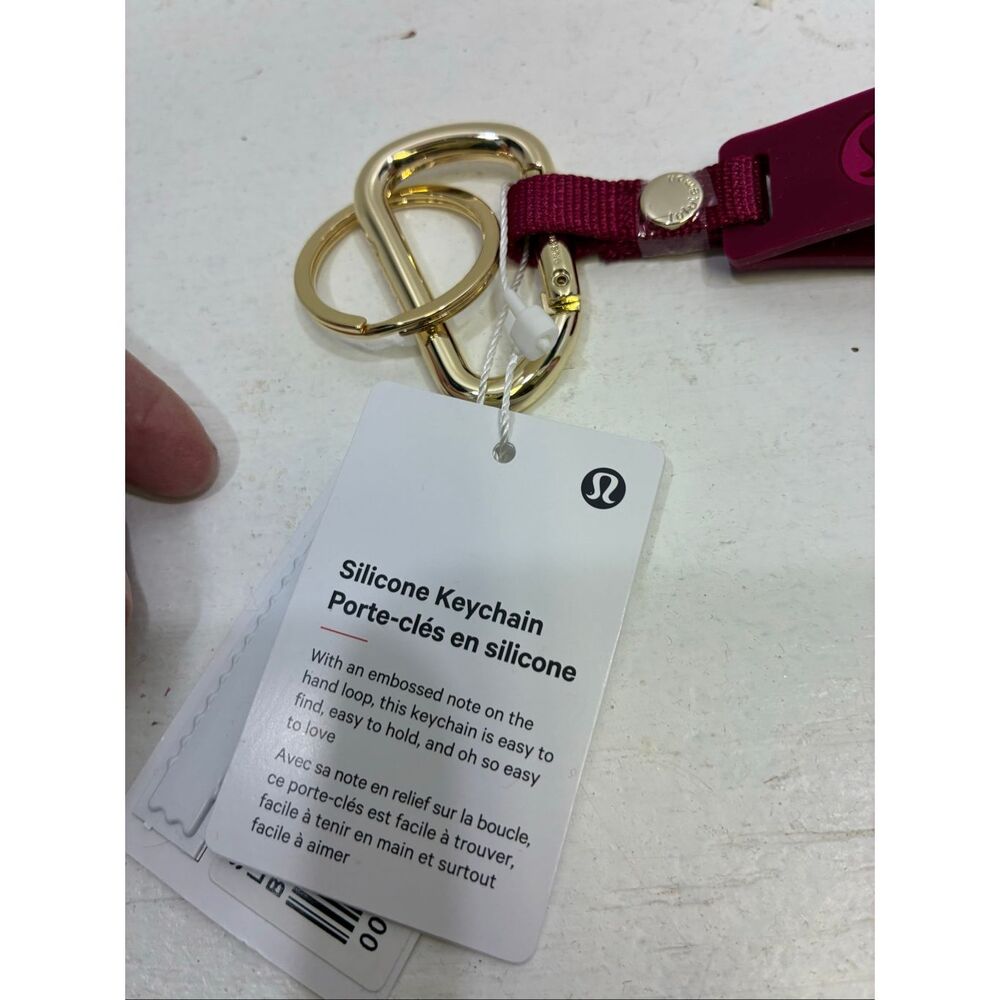 Silicone Keychain
Porte-clés en silicone
With an embossed note on the
hand loop, this keychain is easy to
find, easy to hold, and oh so easy
to love
Avec sa note en relief sur la boucle,
ce porte-clés est facile à trouver,
facile à tenir en main et surtout
facile à aimer